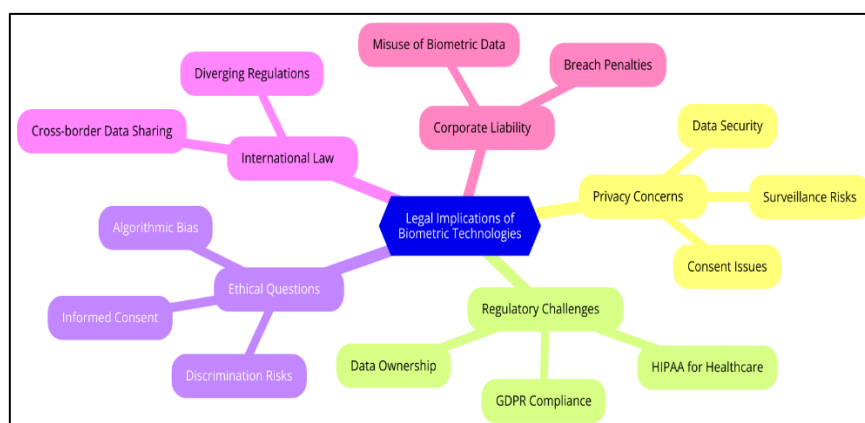 Misuse of Biometric Data
Breach Penalties
Diverging Regulations
Corporate Liability
Cross-border Data Sharing
International Law
Data Security
Privacy Concerns
Surveillance Risks
Legal Implications of
Biometric Technologies
Consent Issues
Algorithmic Bias
Ethical Questions
Informed Consent
Discrimination Risks
Regulatory Challenges
Data Ownership
GDPR Compliance
HIPAA for Healthcare